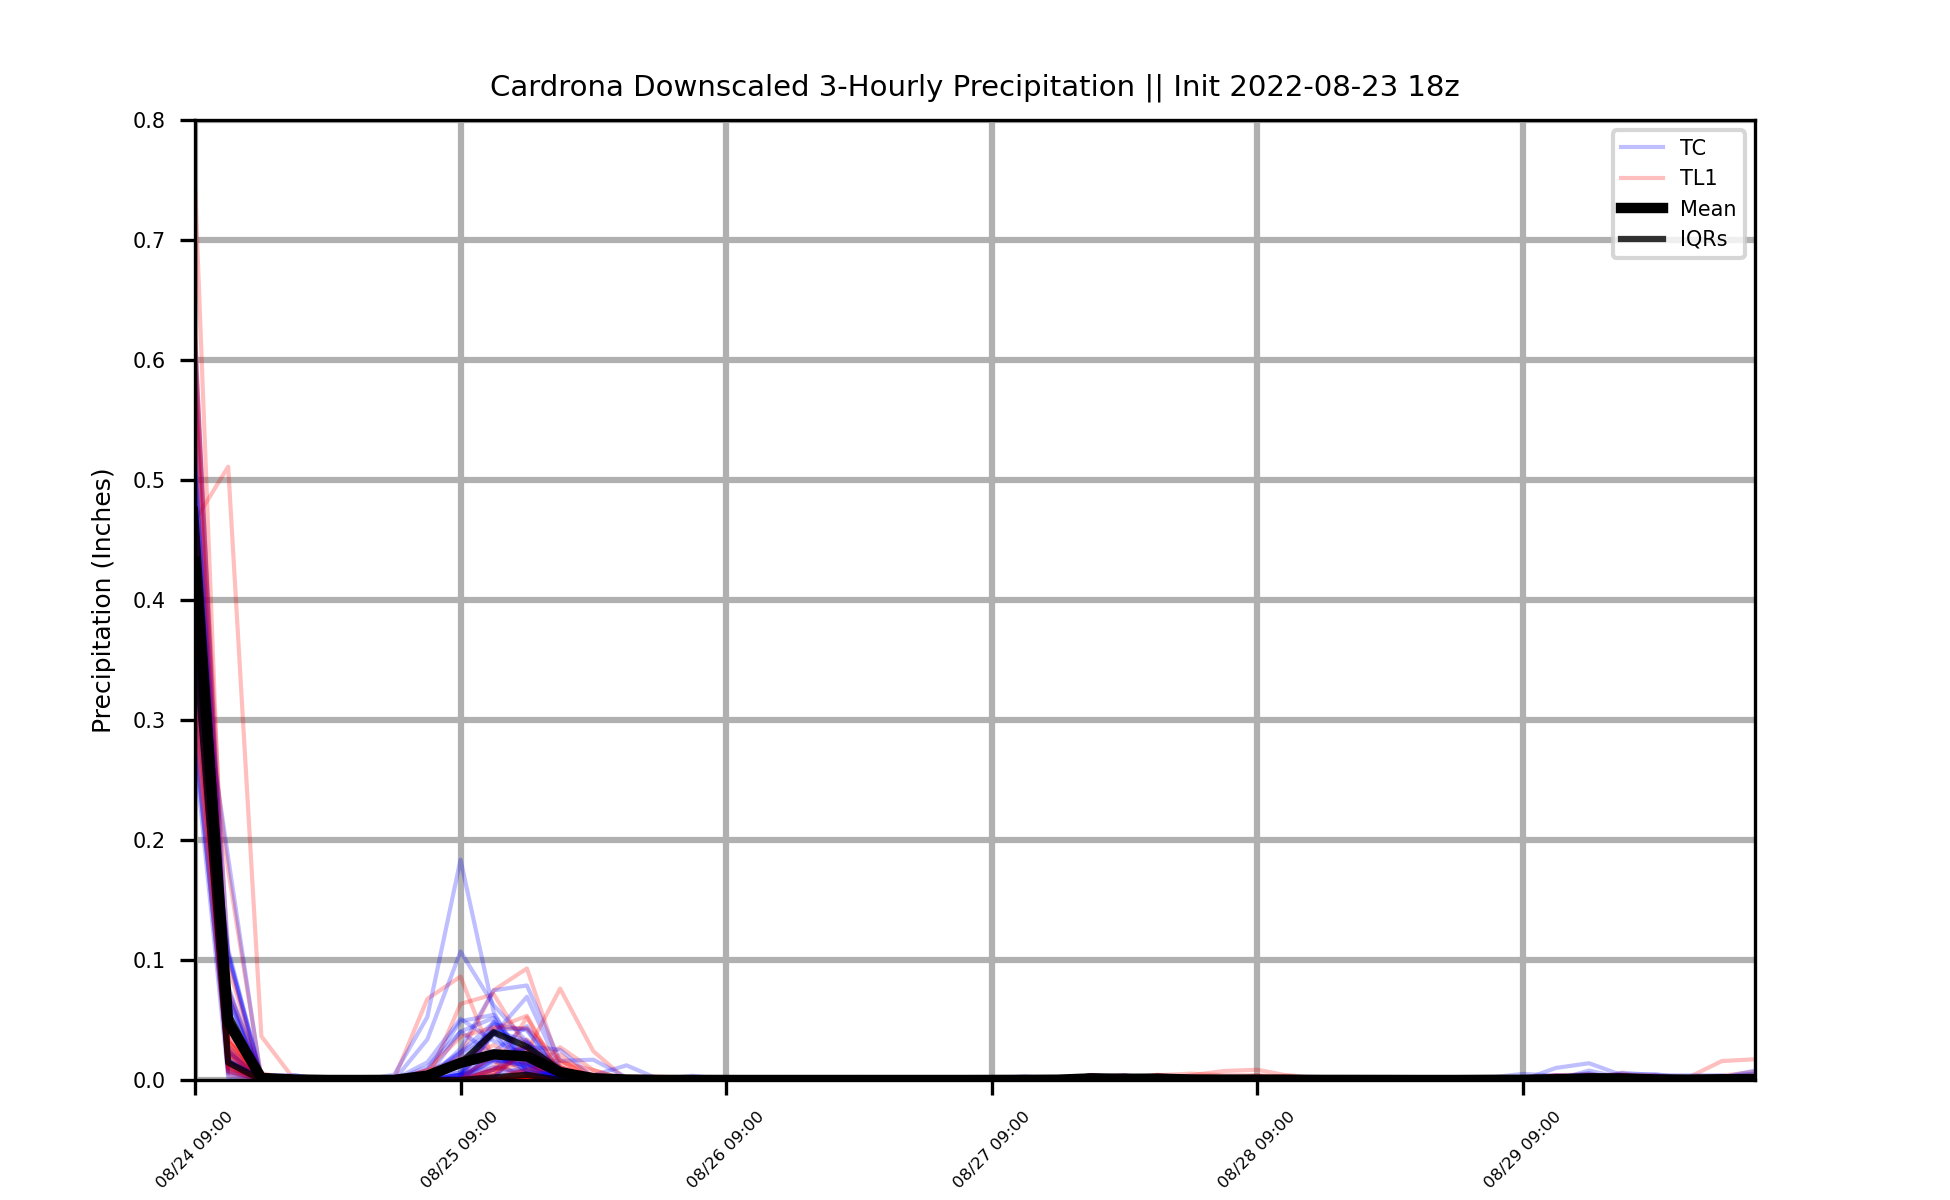 Cardrona Downscaled 3-Hourly Precipitation || Init 2022-08-23 18z
TC
TL1
Mean
IQRs
Precipitation (Inches)
0.8
0.7
0.6
0.5
0.4
0.3
0.2
0.1
0.0
08/24 09:00
08/25 09:00
08/26 09:00
08/27 09:00
08/28 09:00
08/29 09:00